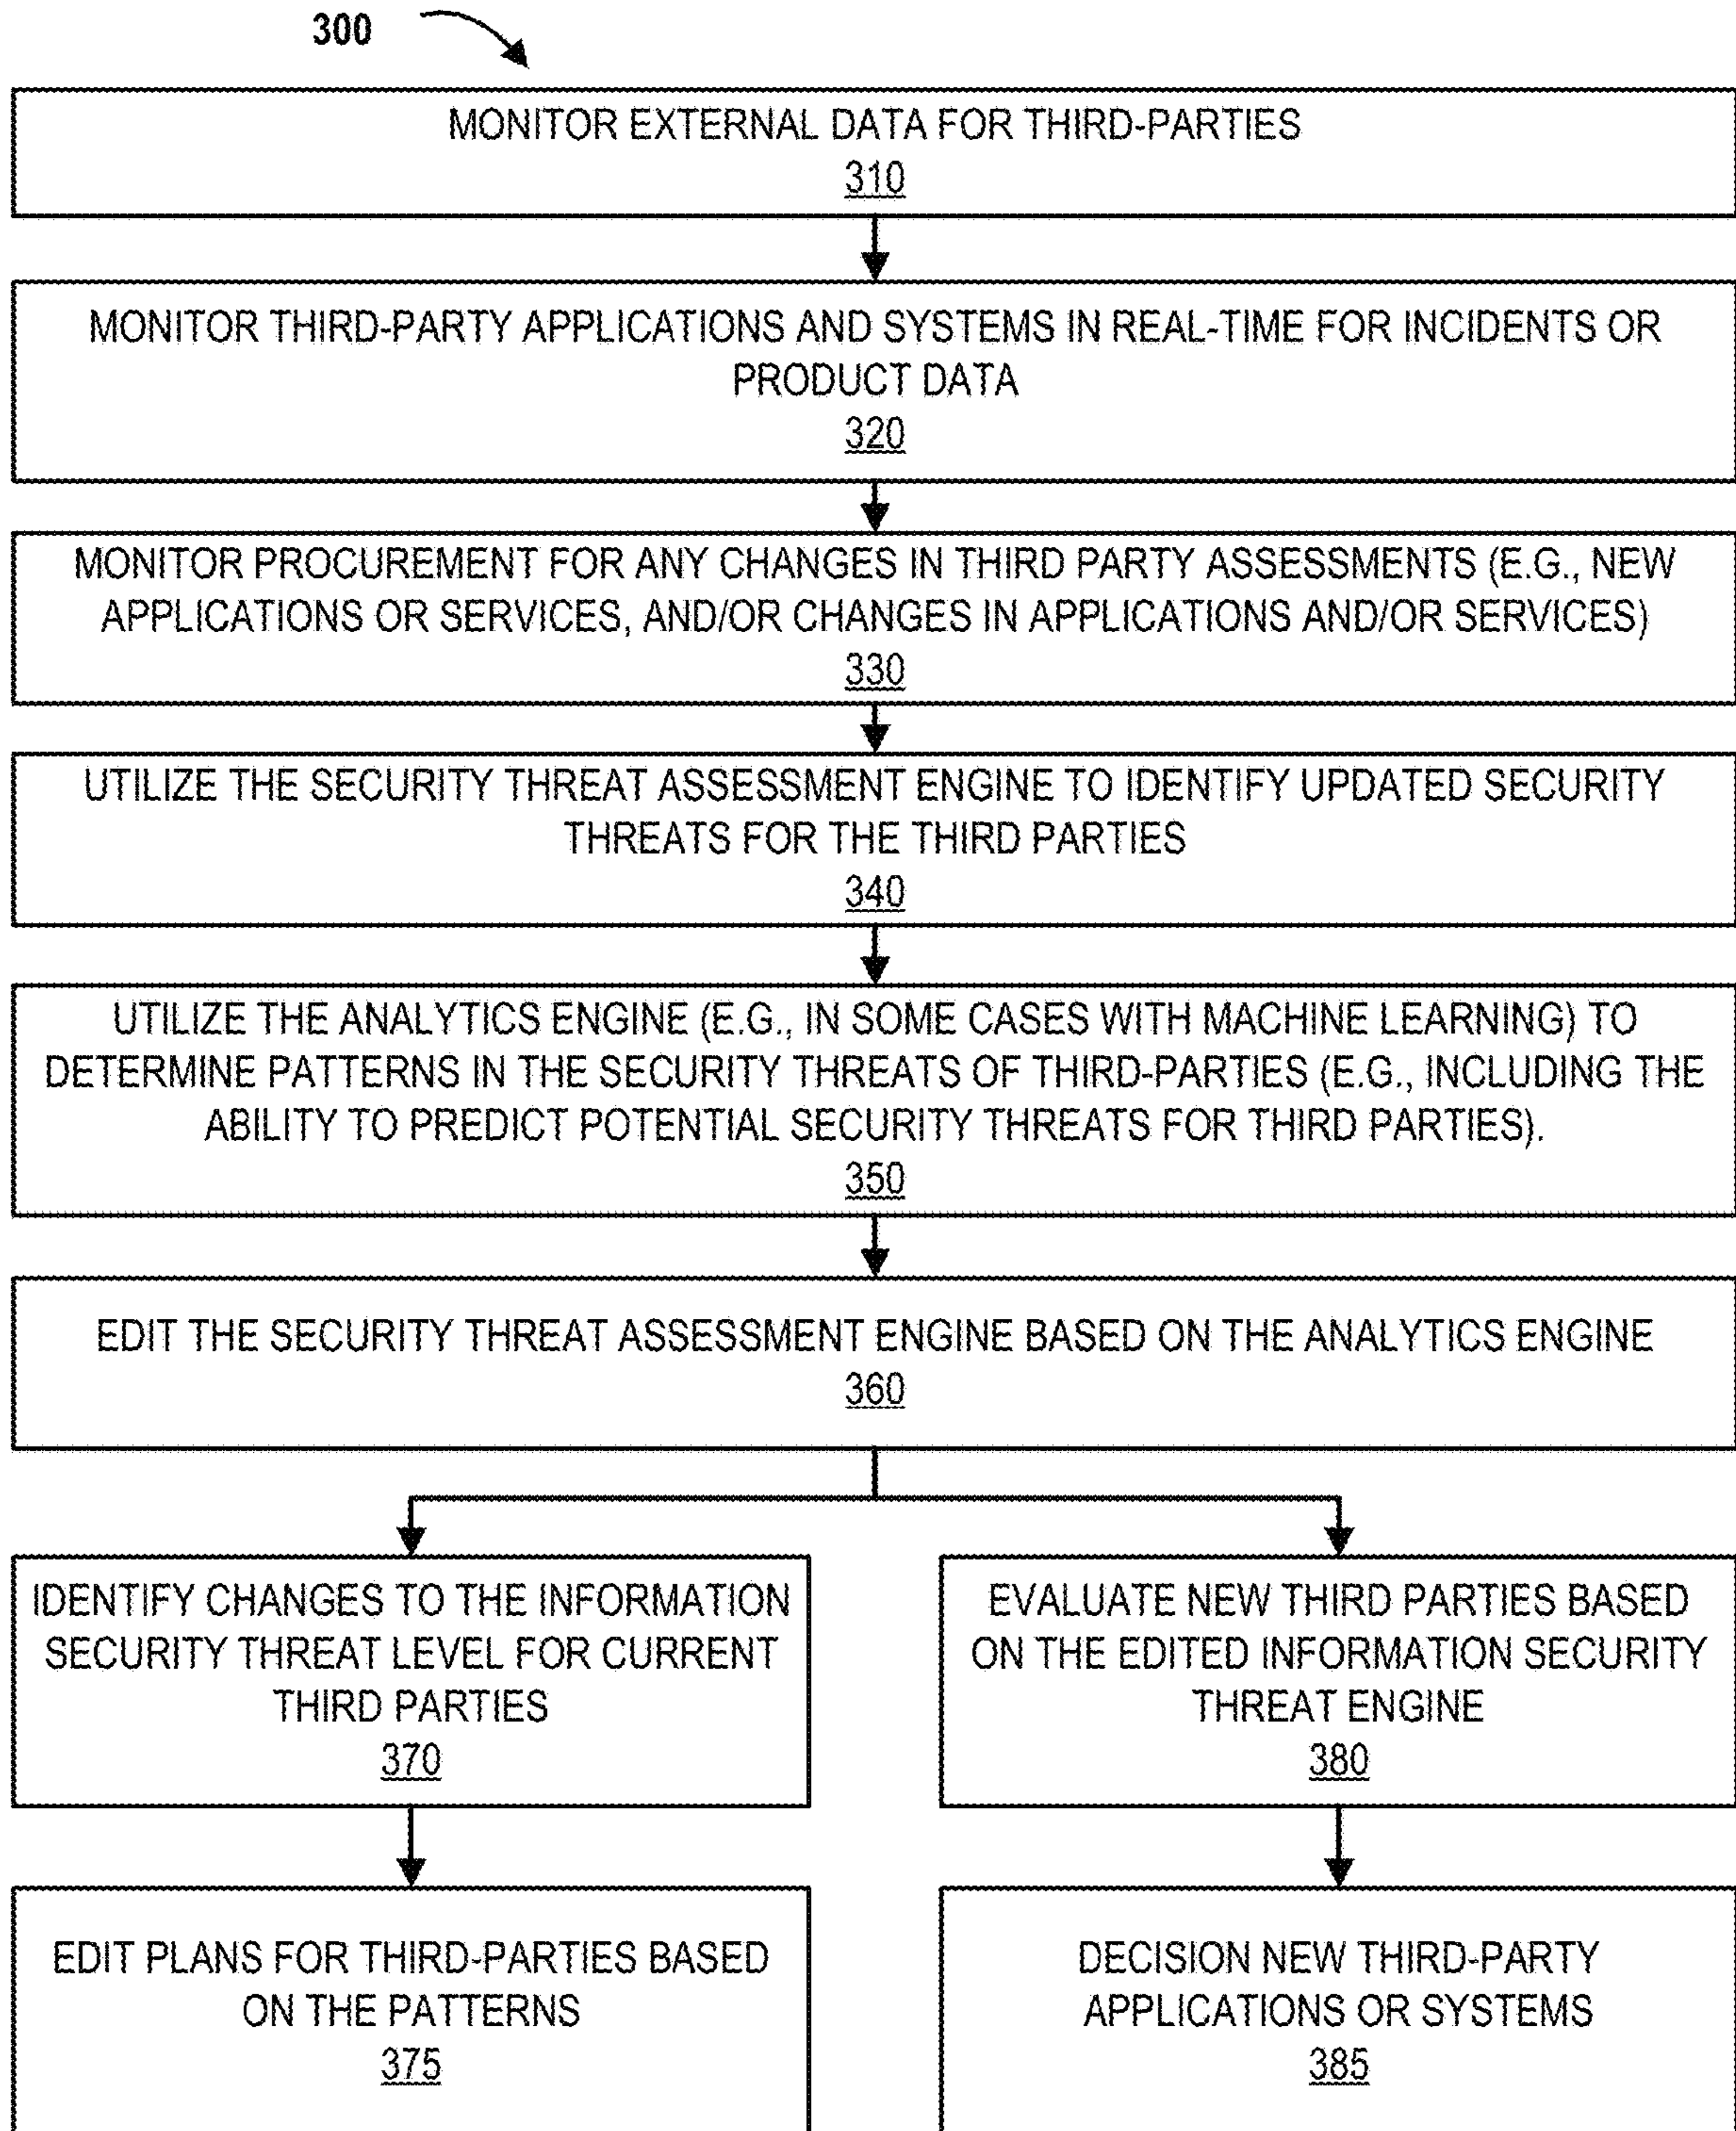 300
MONITOR EXTERNAL DATA FOR THIRD-PARTIES
310
MONITOR THIRD-PARTY APPLICATIONS AND SYSTEMS IN REAL-TIME FOR INCIDENTS OR
PRODUCT DATA
320
MONITOR PROCUREMENT FOR ANY CHANGES IN THIRD PARTY ASSESSMENTS (E.G., NEW
APPLICATIONS OR SERVICES, AND/OR CHANGES IN APPLICATIONS AND/OR SERVICES)
330
UTILIZE THE SECURITY THREAT ASSESSMENT ENGINE TO IDENTIFY UPDATED SECURITY
THREATS FOR THE THIRD PARTIES
340
UTILIZE THE ANALYTICS ENGINE (E.G., IN SOME CASES WITH MACHINE LEARNING) TO
DETERMINE PATTERNS IN THE SECURITY THREATS OF THIRD-PARTIES (E.G., INCLUDING THE
ABILITY TO PREDICT POTENTIAL SECURITY THREATS FOR THIRD PARTIES).
350
EDIT THE SECURITY THREAT ASSESSMENT ENGINE BASED ON THE ANALYTICS ENGINE
360
IDENTIFY CHANGES TO THE INFORMATION
SECURITY THREAT LEVEL FOR CURRENT
THIRD PARTIES
370
EVALUATE NEW THIRD PARTIES BASED
ON THE EDITED INFORMATION SECURITY
THREAT ENGINE
380
EDIT PLANS FOR THIRD-PARTIES BASED
ON THE PATTERNS
375
DECISION NEW THIRD-PARTY
APPLICATIONS OR SYSTEMS
385